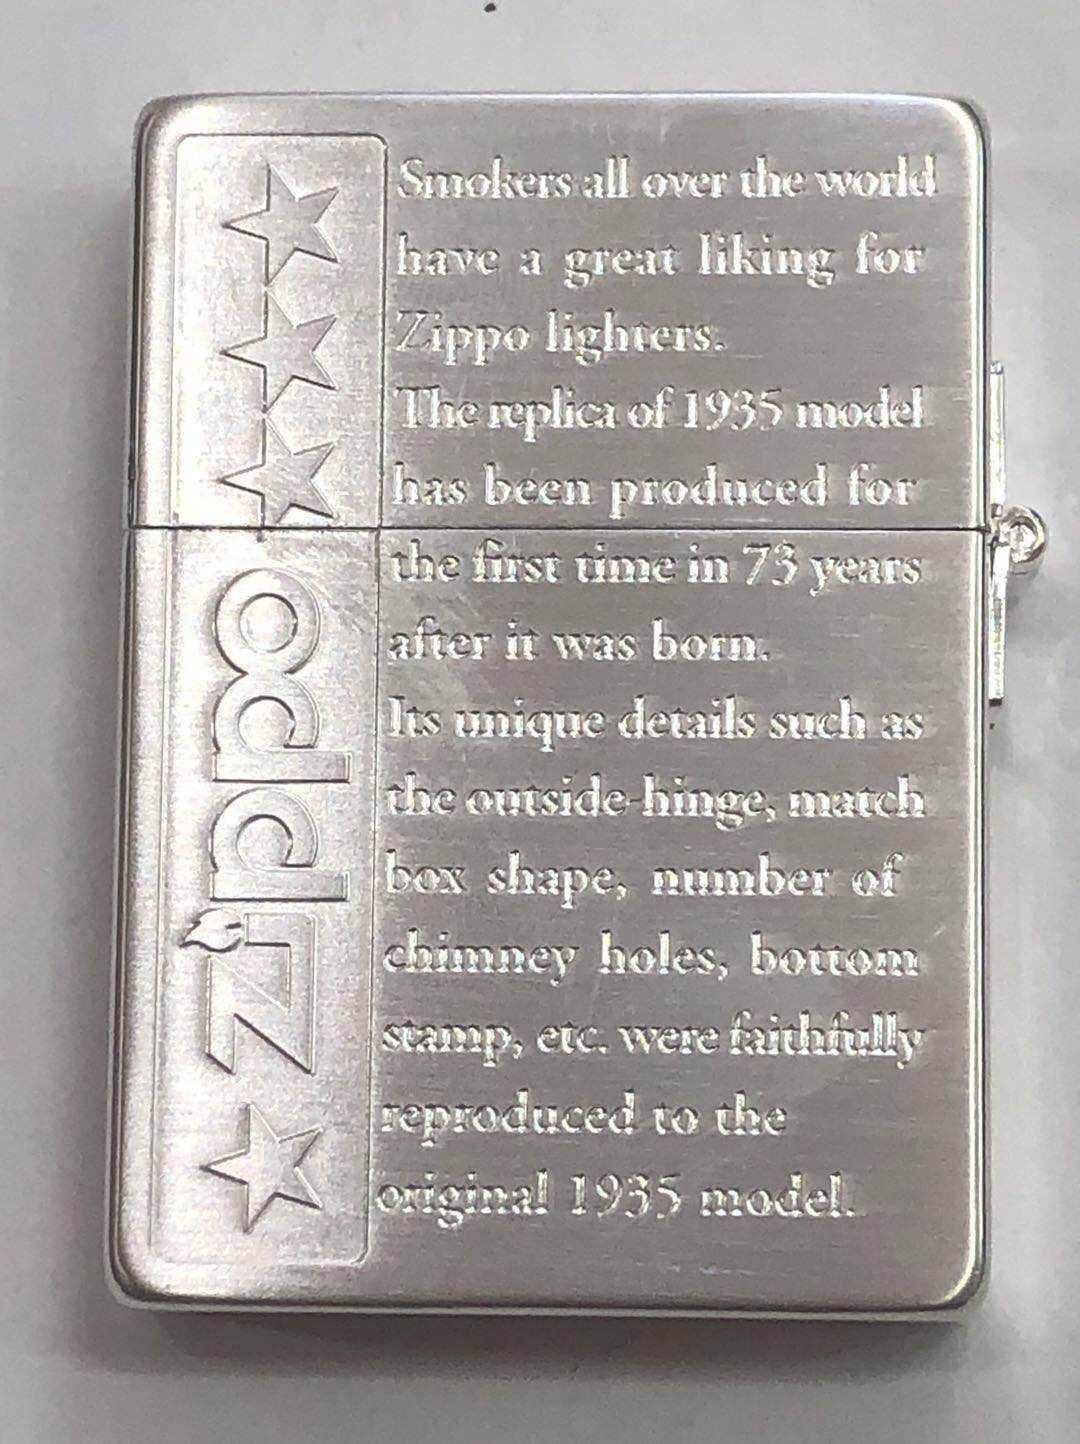 Smokers all over the world
have a great liking for
Zippo lighters.
The replica of 1935 model
has been produced for
the first time in 73 years
after it was born.
Its unique details such as
the outside-hinge, match
box shape, number of
chimney holes, bottom
stamp, etc. were faithfully
reproduced to the
original 1935 model.
Zippo